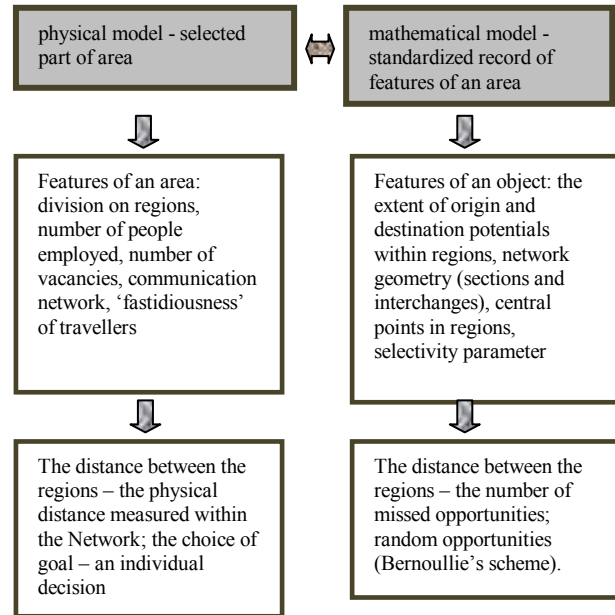 physical model - selected
part of area
mathematical model -
standardized record of
features of an area
Features of an area:
division on regions,
number of people
employed, number of
vacancies, communication
network, ‘fastidiousness’
of travellers
Features of an object: the
extent of origin and
destination potentials
within regions, network
geometry (sections and
interchanges), central
points in regions,
selectivity parameter
The distance between the
regions – the physical
distance measured within
the Network; the choice of
goal – an individual
decision
The distance between the
regions – the number of
missed opportunities;
random opportunities
(Bernoullie’s scheme).